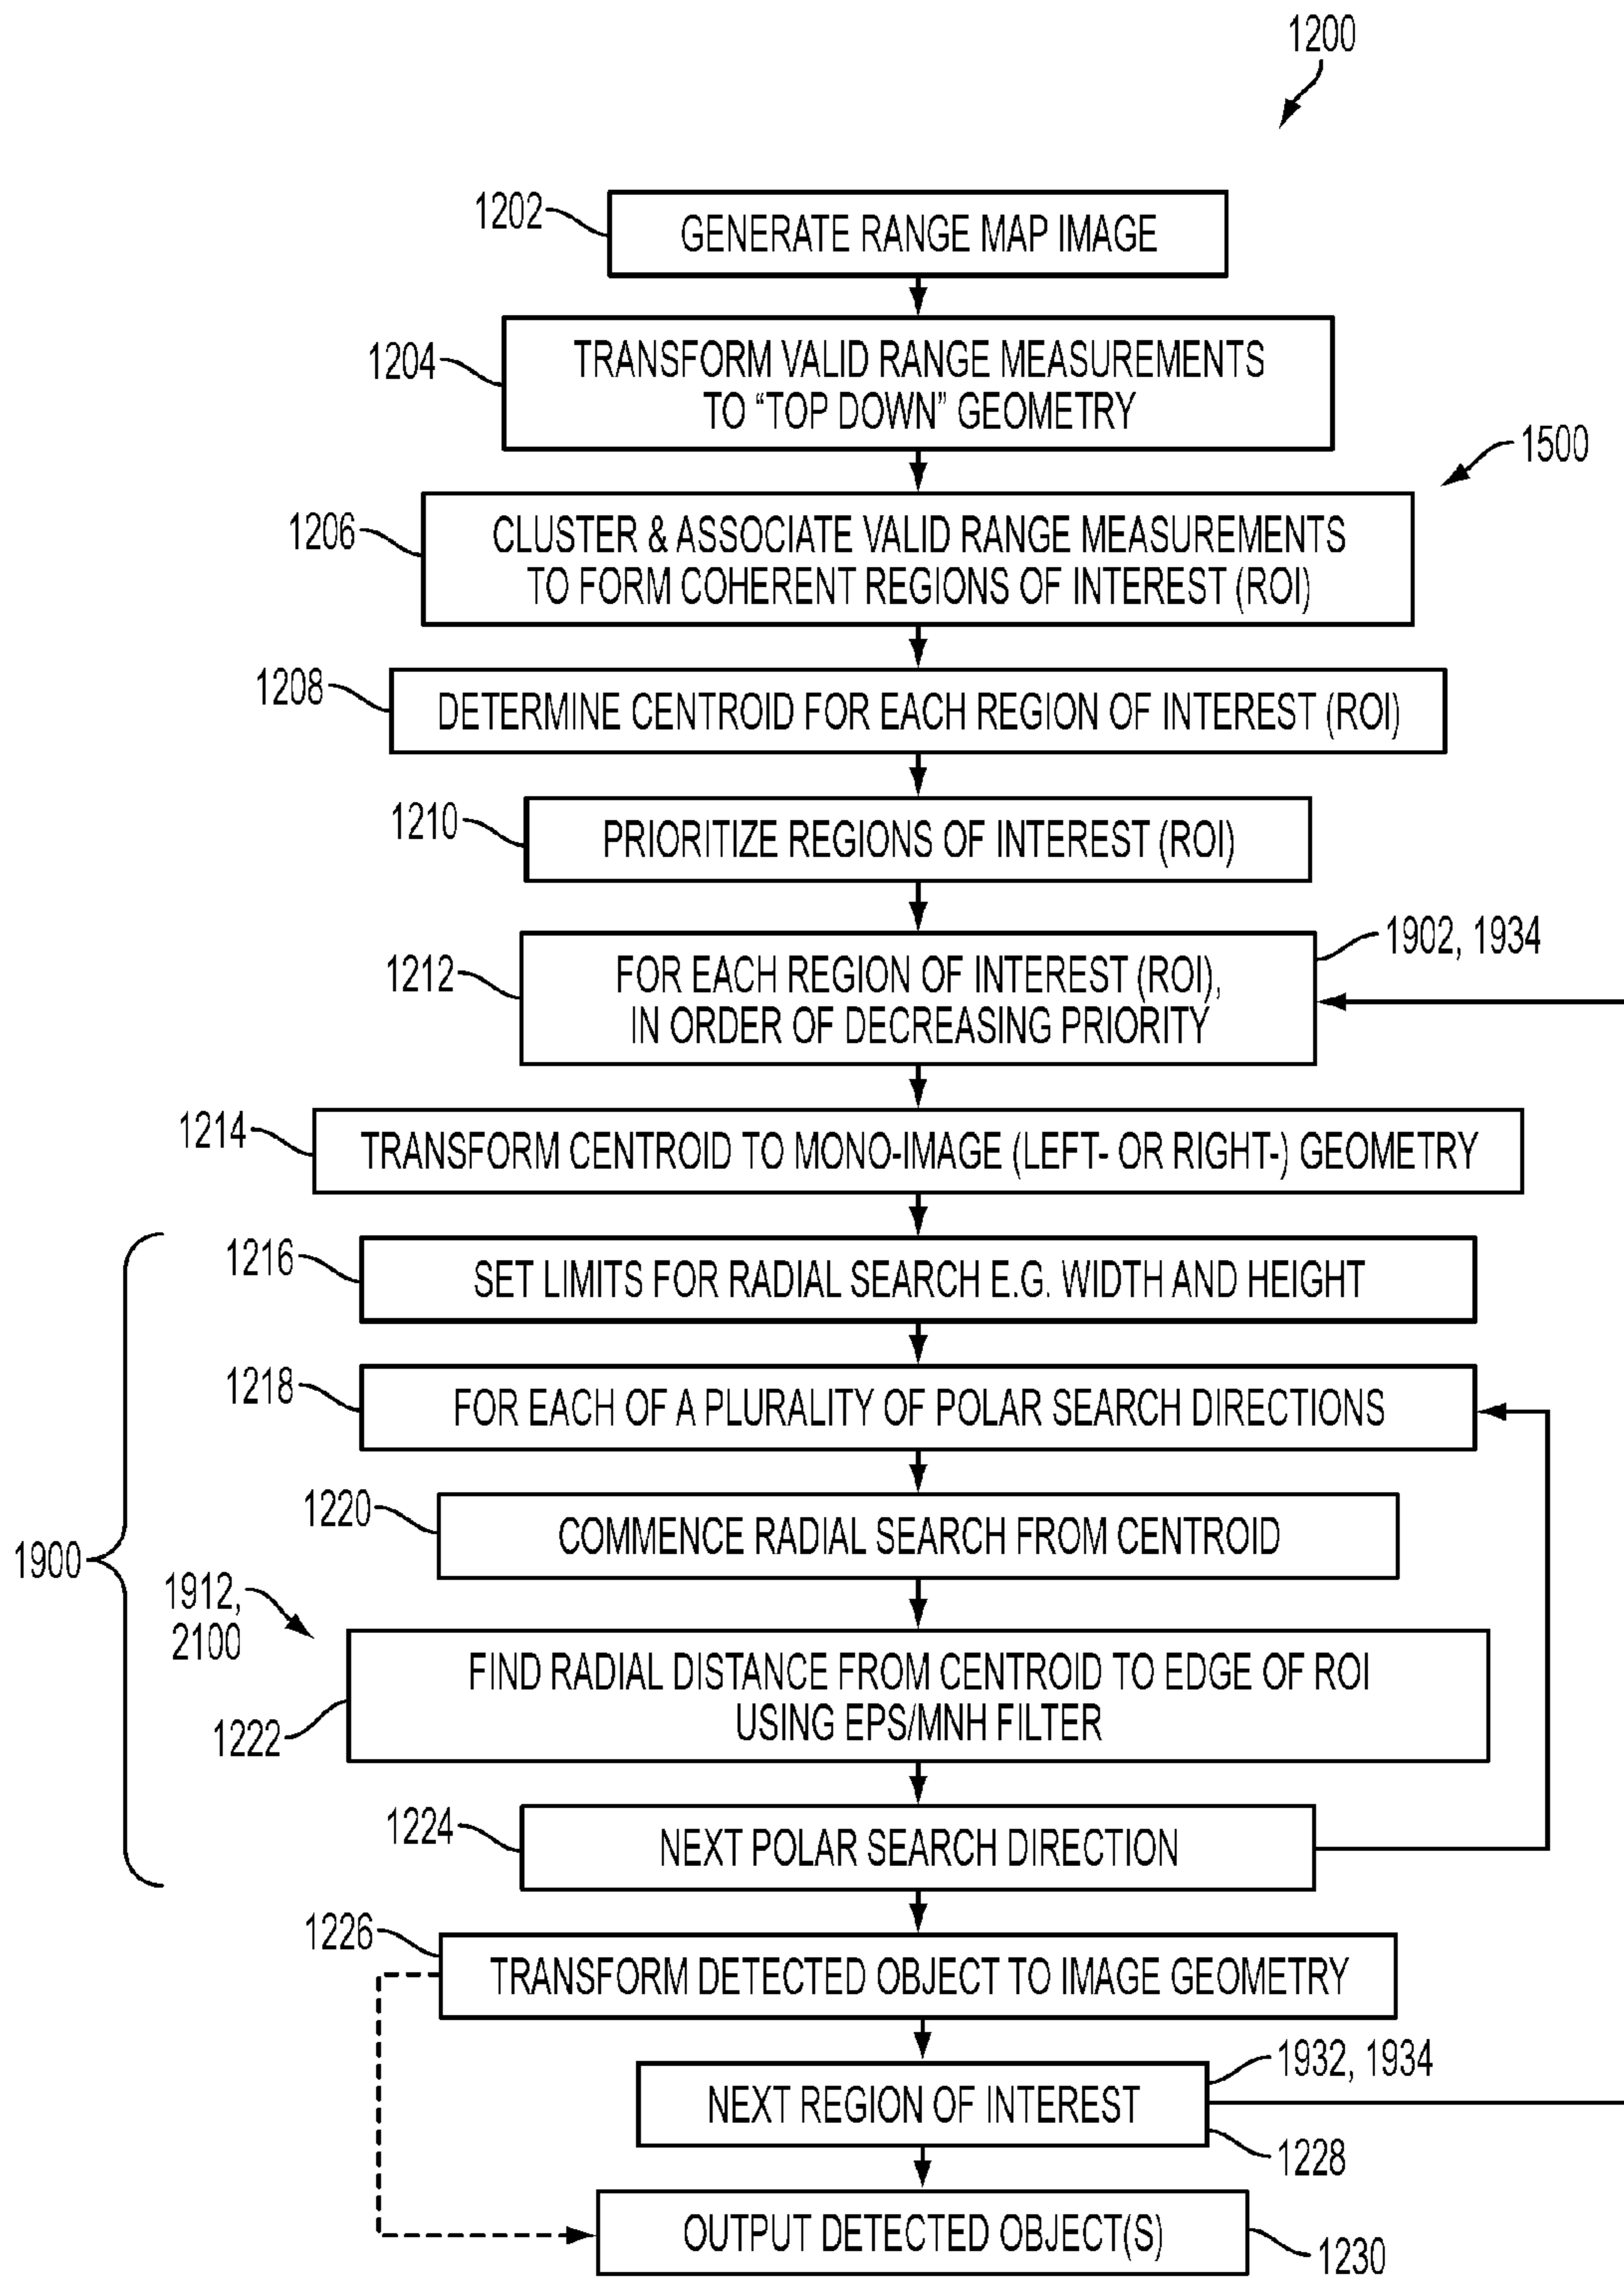 1200
1202
GENERATE RANGE MAP IMAGE
1204
TRANSFORM VALID RANGE MEASUREMENTS
TO “TOP DOWN” GEOMETRY
1500
1206
CLUSTER & ASSOCIATE VALID RANGE MEASUREMENTS
TO FORM COHERENT REGIONS OF INTEREST (ROI)
1208
DETERMINE CENTROID FOR EACH REGION OF INTEREST (ROI)
1210
PRIORITIZE REGIONS OF INTEREST (ROI)
1902, 1934
1212
FOR EACH REGION OF INTEREST (ROI),
IN ORDER OF DECREASING PRIORITY
1214
TRANSFORM CENTROID TO MONO-IMAGE (LEFT- OR RIGHT-) GEOMETRY
1216
SET LIMITS FOR RADIAL SEARCH E.G. WIDTH AND HEIGHT
1218
FOR EACH OF A PLURALITY OF POLAR SEARCH DIRECTIONS
1220
COMMENCE RADIAL SEARCH FROM CENTROID
1900
1912,
2100
FIND RADIAL DISTANCE FROM CENTROID TO EDGE OF ROI
USING EPS/MNH FILTER
1222
1224
NEXT POLAR SEARCH DIRECTION
1226
TRANSFORM DETECTED OBJECT TO IMAGE GEOMETRY
1932, 1934
NEXT REGION OF INTEREST
1228
OUTPUT DETECTED OBJECT(S)
1230